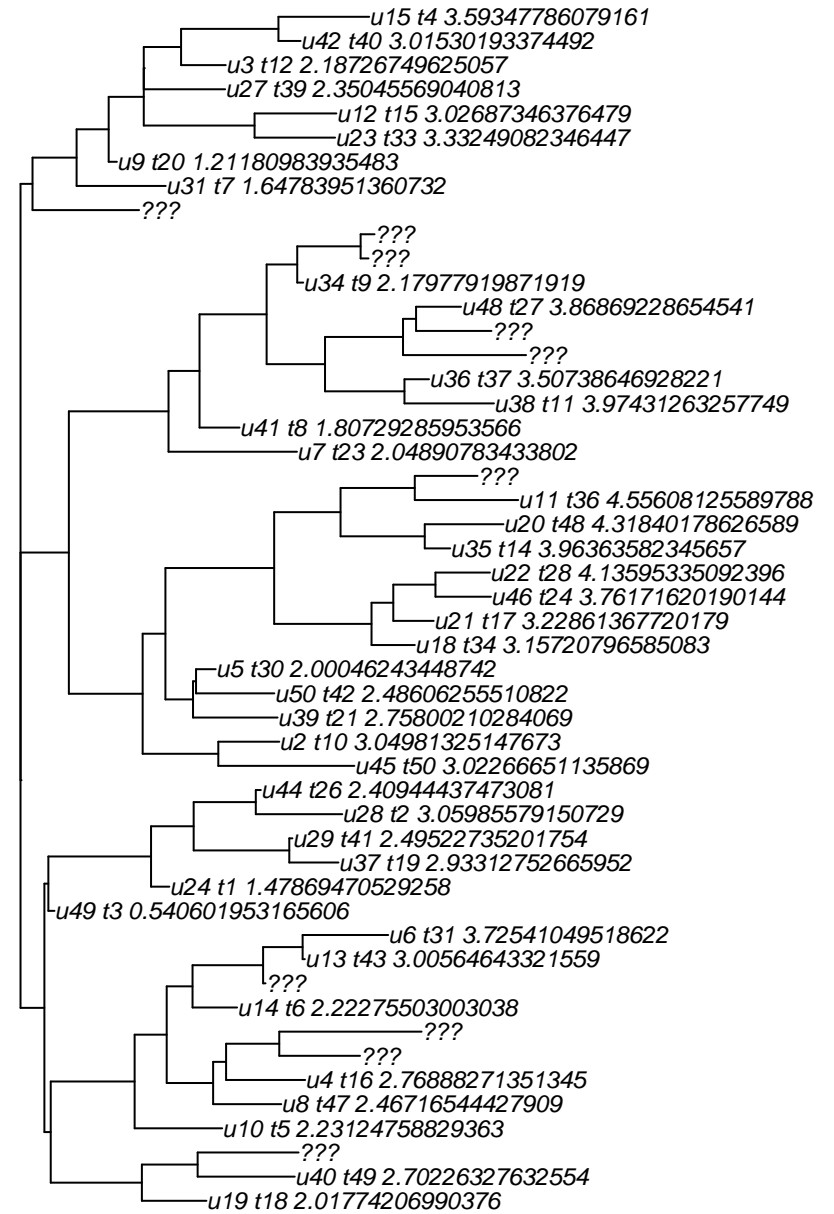 u15 t4 3.59347786079161
u42 t40 3.01530193374492
u3 t12 2.18726749625057
u27 t39 2.35045569040813
u12 t15 3.02687346376479
u23 t33 3.33249082346447
u9 t20 1.21180983935483
u31 t7 1.64783951360732
???
???
???
u34 t9 2.17977919871919
u48 t27 3.86869228654541
???
???
u36 t37 3.50738646928221
u38 t11 3.97431263257749
u41 t8 1.80729285953566
u7 t23 2.04890783433802
???
u11 t36 4.55608125589788
u20 t48 4.31840178626589
u35 t14 3.96363582345657
u22 t28 4.13595335092396
u46 t24 3.76171620190144
u21 t17 3.22861367720179
u18 t34 3.15720796585083
u5 t30 2.00046243448742
u50 t42 2.48606255510822
u39 t21 2.75800210284069
u2 t10 3.04981325147673
u45 t50 3.02266651135869
u44 t26 2.40944437473081
u28 t2 3.05985579150729
u29 t41 2.49522735201754
u37 t19 2.93312752665952
u24 t1 1.47869470529258
u49 t3 0.540601953165606
u6 t31 3.72541049518622
u13 t43 3.00564643321559
???
u14 t6 2.22275503003038
???
???
u4 t16 2.76888271351345
u8 t47 2.46716544427909
u10 t5 2.23124758829363
???
u40 t49 2.70226327632554
u19 t18 2.01774206990376